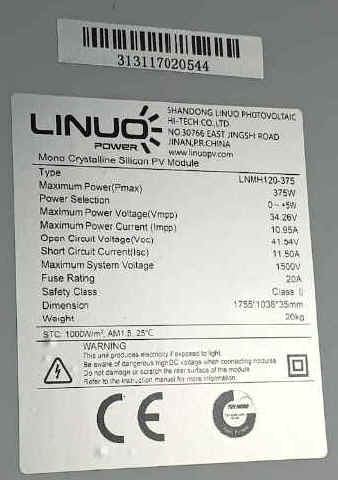 313117020544
LINUO
POWER
SHANDONG LINUO PHOTOVOLTAIC
HI-TECH CO.,LTD.
NO.30766 EAST JINGSHI ROAD
JINAN,P.R.CHINA
www.linuopv.com
Mono Crystalline Silicon PV Module
Type LNMH120-375
Maximum Power(Pmax) 375W
Power Selection 0~+5W
Maximum Power Voltage(Vmpp) 34.26V
Maximum Power Current (Impp) 10.95A
Open Circuit Voltage(Voc) 41.54V
Short Circuit Current(Isc) 11.50A
Maximum System Voltage 1500V
Fuse Rating 20A
Safety Class Class II
Dimension 1755*1038*35mm
Weight 20kg
STC: 1000W/m², AM1.5, 25℃
WARNING
This unit produces electricity if exposed to light.
Be aware of dangerous high DC voltage when connecting modules.
Do not damage or scratch the rear surface of the module.
Refer to the instruction manual for more information.
CE
TÜV NORD